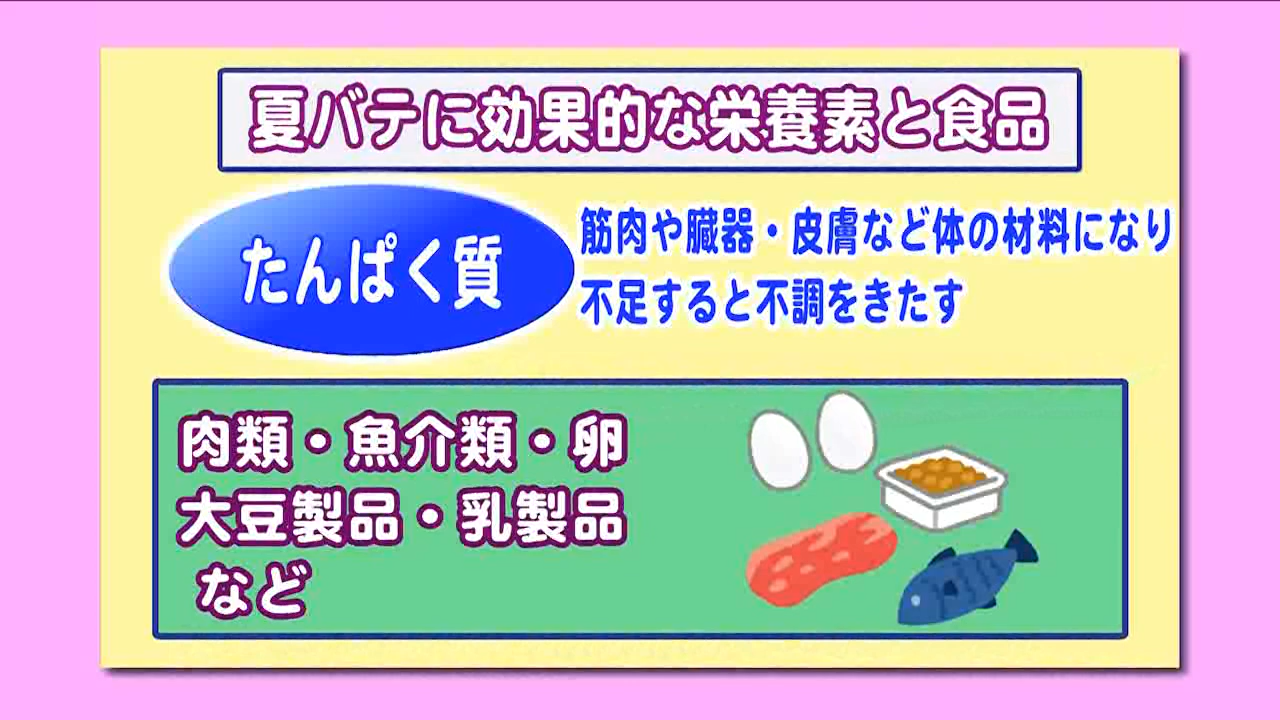 夏バテに効果的な栄養素と食品
たんぱく質
筋肉や臓器・皮膚など体の材料になり
不足すると不調をきたす
肉類・魚介類・卵
大豆製品・乳製品
など